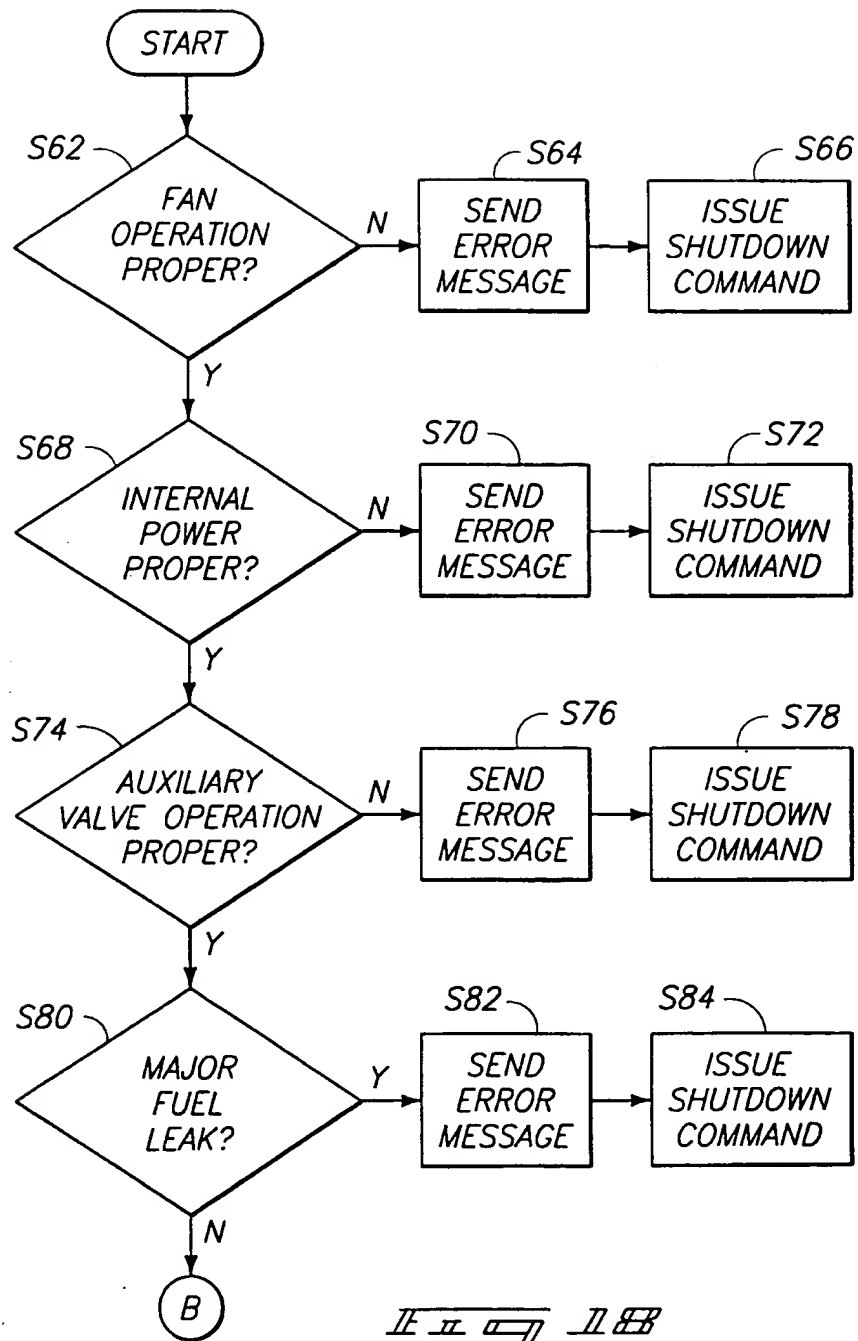 START
S62
FAN
OPERATION
PROPER?
N
S64
SEND
ERROR
MESSAGE
S66
ISSUE
SHUTDOWN
COMMAND
Y
S68
INTERNAL
POWER
PROPER?
N
S70
SEND
ERROR
MESSAGE
S72
ISSUE
SHUTDOWN
COMMAND
Y
S74
AUXILIARY
VALVE OPERATION
PROPER?
N
S76
SEND
ERROR
MESSAGE
S78
ISSUE
SHUTDOWN
COMMAND
Y
S80
MAJOR
FUEL
LEAK?
Y
S82
SEND
ERROR
MESSAGE
S84
ISSUE
SHUTDOWN
COMMAND
N
B
Fig 18